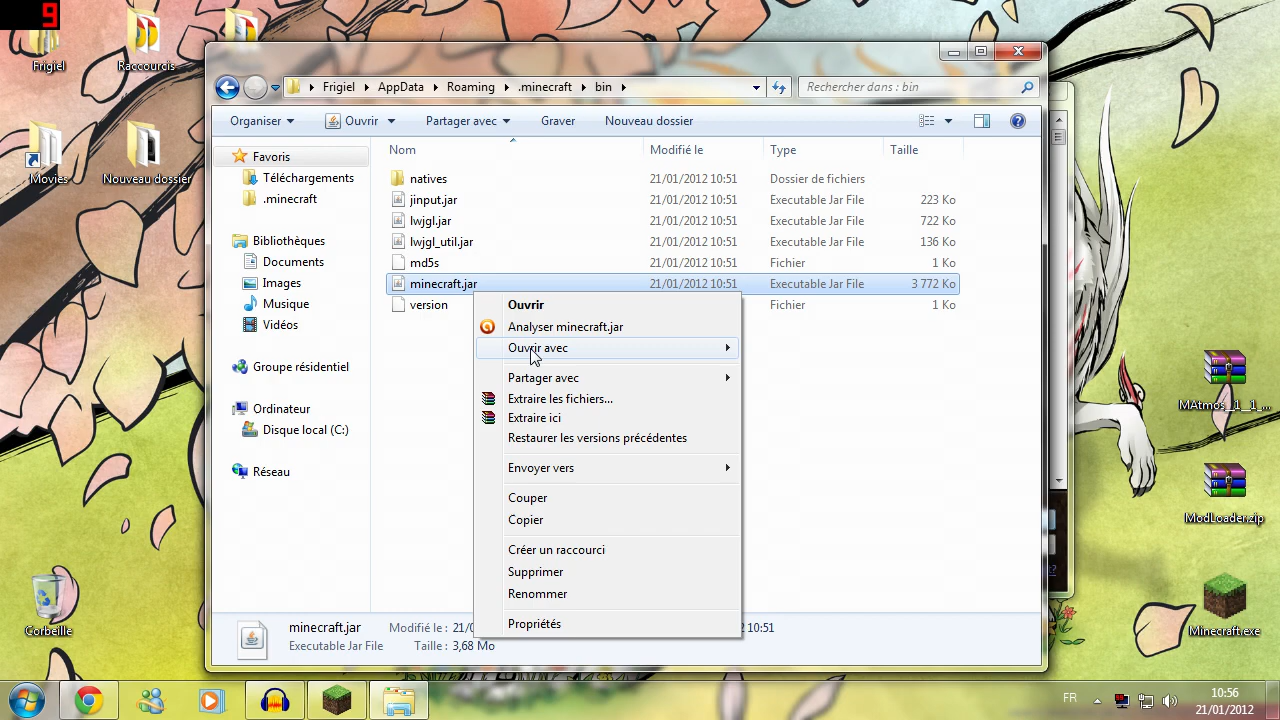 9
Frigiel
Raccourcis
Movies
Nouveau dossier
Corbeille
MAtmos_J1__1_...
ModLoader.zip
Minecraft.exe
Frigiel AppData Roaming .minecraft bin
Rechercher dans : bin
Organiser Ouvrir Partager avec Graver Nouveau dossier
Favoris
Téléchargements
.minecraft
Bibliothèques
Documents
Images
Musique
Vidéos
Groupe résidentiel
Ordinateur
Disque local (C:)
Réseau
Nom Modifié le Type Taille
natives 21/01/2012 10:51 Dossier de fichiers
jinput.jar 21/01/2012 10:51 Executable Jar File 223 Ko
lwjgl.jar 21/01/2012 10:51 Executable Jar File 722 Ko
lwjgl_util.jar 21/01/2012 10:51 Executable Jar File 136 Ko
md5s 21/01/2012 10:51 Fichier 1 Ko
minecraft.jar 21/01/2012 10:51 Executable Jar File 3 772 Ko
version Fichier 1 Ko
Ouvrir
Analyser minecraft.jar
Ouvrir avec
Partager avec
Extraire les fichiers...
Extraire ici
Restaurer les versions précédentes
Envoyer vers
Couper
Copier
Créer un raccourci
Supprimer
Renommer
Propriétés
minecraft.jar Modifié le : 10:51
Executable Jar File Taille : 3,68 Mo
FR
10:56
21/01/2012